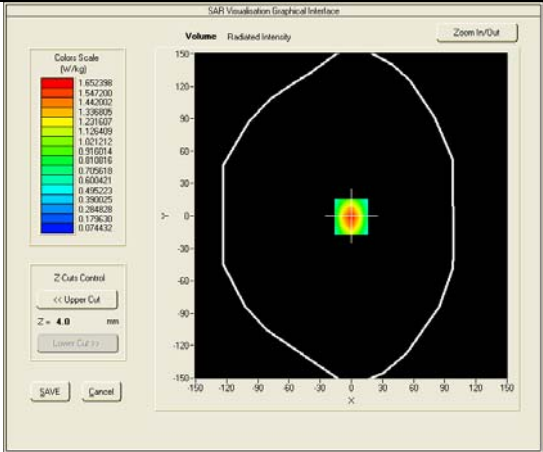 SAR Visualisation Graphical Interface
Volume Radiated Intensity
Zoom In/Out
Colors Scale
(W/kg)
1.652398
1.547200
1.442002
1.336805
1.231607
1.126409
1.021212
0.916014
0.810816
0.705618
0.600421
0.495223
0.390025
0.284828
0.179630
0.074432
Z-Cuts Control
<< Upper Cut
Z = 4.0 mm
Lower Cut >>
SAVE
Cancel
150
90
60
30
0
-30
-60
-90
-120
-150
Y
-150 -120 -90 -60 -30 0 30 60 90 120 150
X